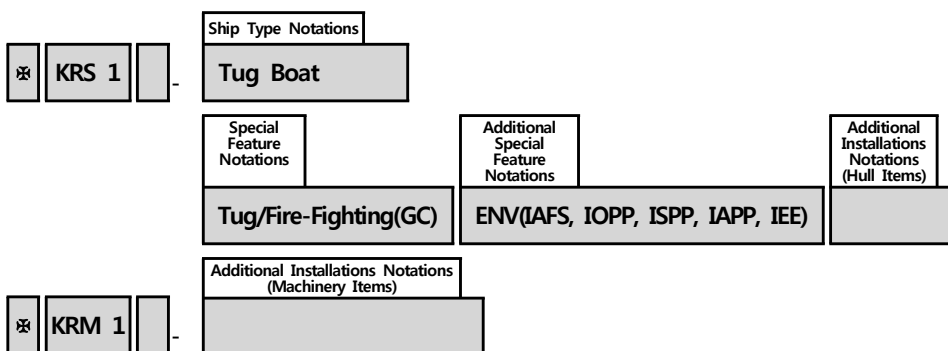 Ship Type Notations
✠ KRS 1 - Tug Boat
Special
Feature
Notations
Additional
Special
Feature
Notations
Additional
Installations
Notations
(Hull Items)
Tug/Fire-Fighting(GC) ENV(IAFS, IOPP, ISPP, IAPP, IEE)
Additional Installations Notations
(Machinery Items)
✠ KRM 1 -